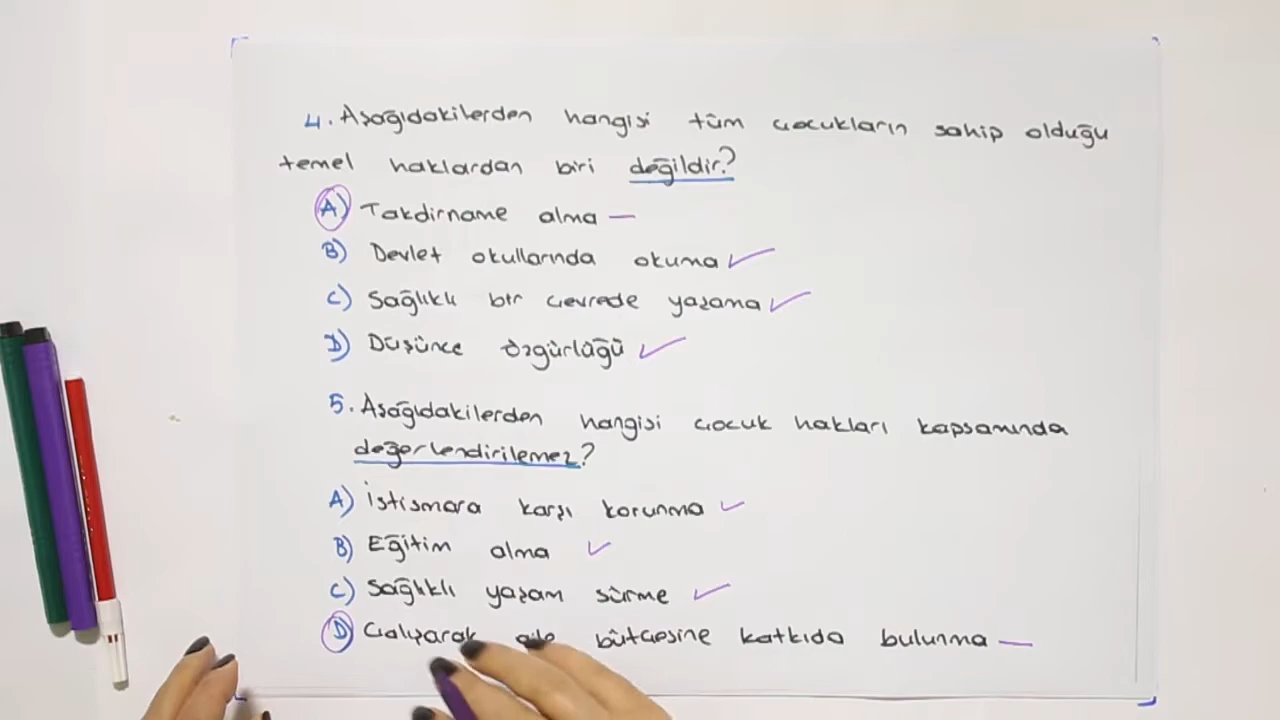 4. Aşağıdakilerden hangisi tüm çocukların sahip olduğu
temel haklardan biri değildir?
A) Takdirname alma —
B) Devlet okullarında okuma ✓
C) Sağlıklı bir çevrede yaşama ✓
D) Düşünce özgürlüğü ✓
5. Aşağıdakilerden hangisi çocuk hakları kapsamında
değerlendirilemez?
A) İstismara karşı korunma ✓
B) Eğitim alma ✓
C) Sağlıklı yaşam sürme ✓
D) Çalışarak aile bütçesine katkıda bulunma —